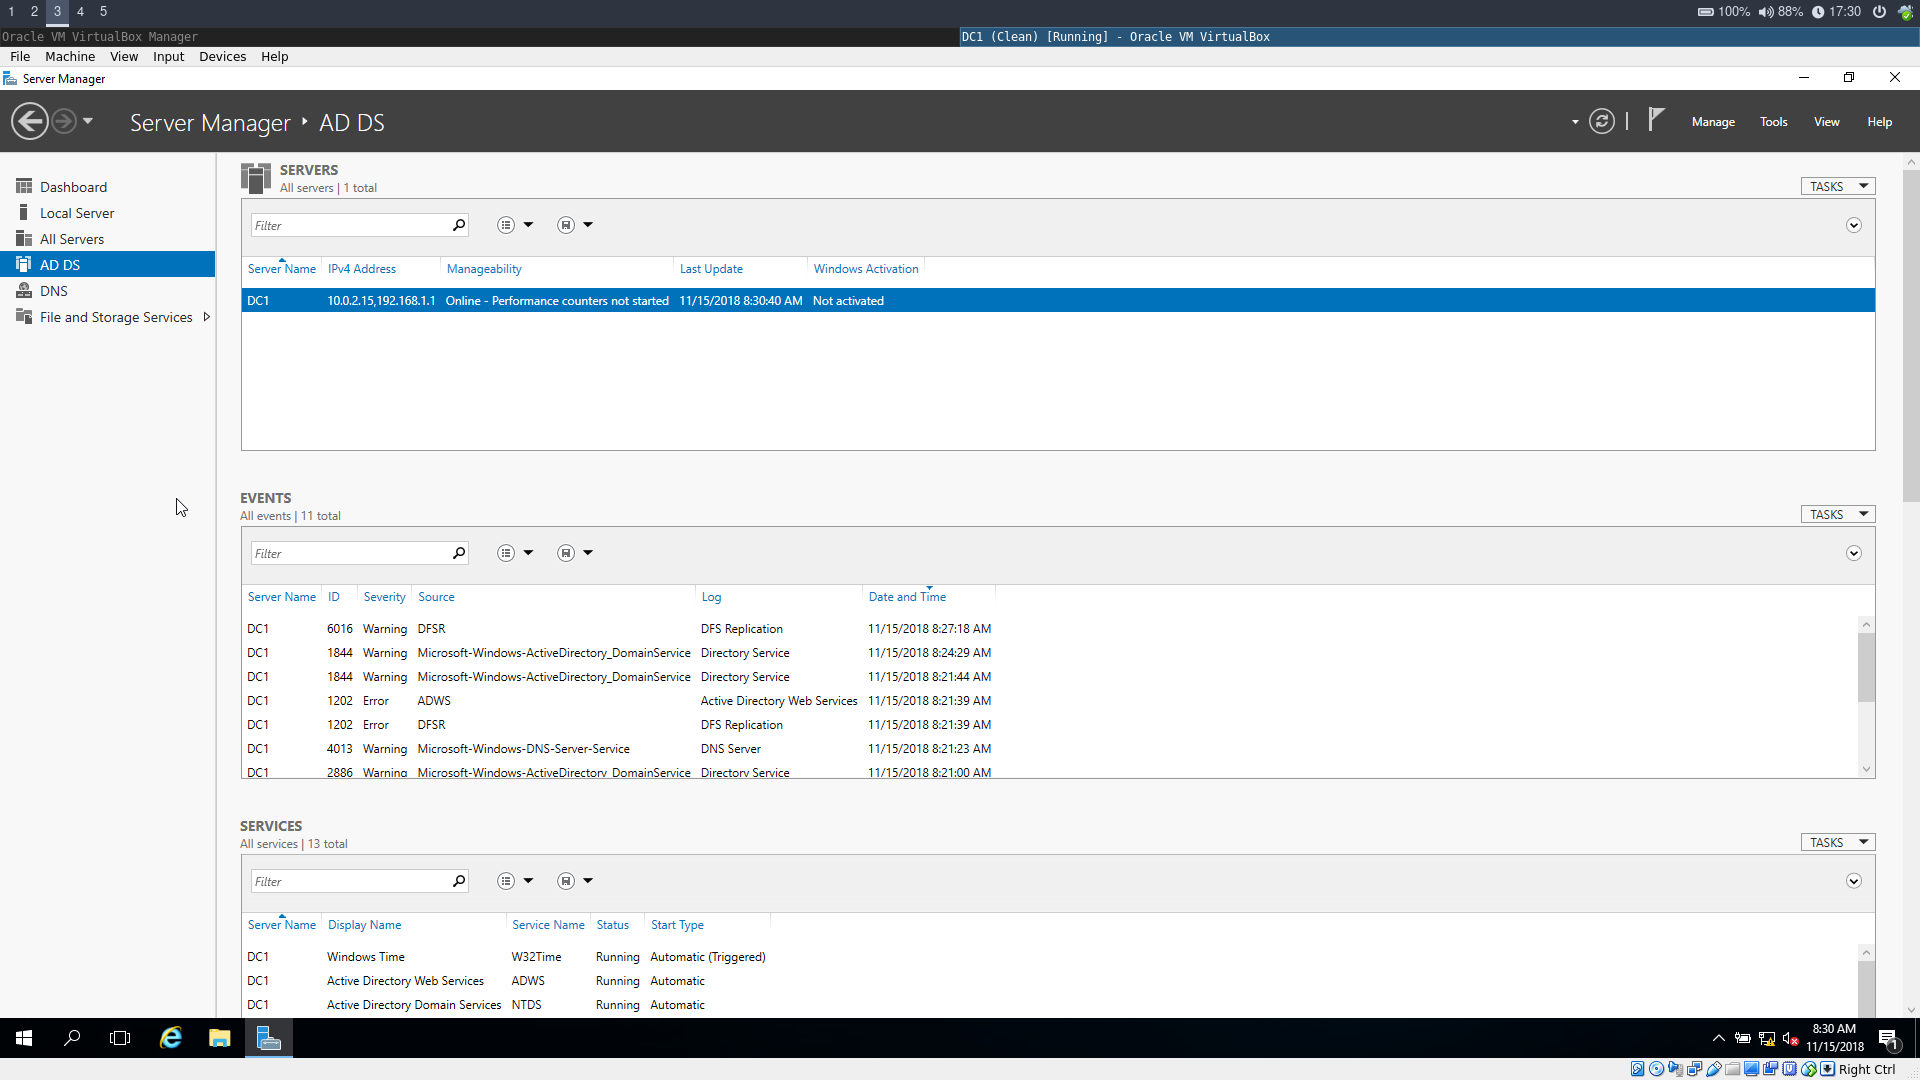 1 2 3 4 5 100% 88% 17:30
Oracle VM VirtualBox Manager DC1 (Clean) [Running] - Oracle VM VirtualBox
File Machine View Input Devices Help
Server Manager
Server Manager AD DS Manage Tools View Help
Dashboard
Local Server
All Servers
AD DS
DNS
File and Storage Services
SERVERS
All servers | 1 total
TASKS
Filter
Server Name IPv4 Address Manageability Last Update Windows Activation
DC1 10.0.2.15,192.168.1.1 Online - Performance counters not started 11/15/2018 8:30:40 AM Not activated
EVENTS
All events | 11 total
TASKS
Filter
Server Name ID Severity Source Log Date and Time
DC1 6016 Warning DFSR DFS Replication 11/15/2018 8:27:18 AM
DC1 1844 Warning Microsoft-Windows-ActiveDirectory_DomainService Directory Service 11/15/2018 8:24:29 AM
DC1 1844 Warning Microsoft-Windows-ActiveDirectory_DomainService Directory Service 11/15/2018 8:21:44 AM
DC1 1202 Error ADWS Active Directory Web Services 11/15/2018 8:21:39 AM
DC1 1202 Error DFSR DFS Replication 11/15/2018 8:21:39 AM
DC1 4013 Warning Microsoft-Windows-DNS-Server-Service DNS Server 11/15/2018 8:21:23 AM
DC1 2886 Warning Microsoft-Windows-ActiveDirectory_DomainService Directory Service 11/15/2018 8:21:00 AM
SERVICES
All services | 13 total
TASKS
Filter
Server Name Display Name Service Name Status Start Type
DC1 Windows Time W32Time Running Automatic (Triggered)
DC1 Active Directory Web Services ADWS Running Automatic
DC1 Active Directory Domain Services NTDS Running Automatic
8:30 AM
11/15/2018
1
Right Ctrl